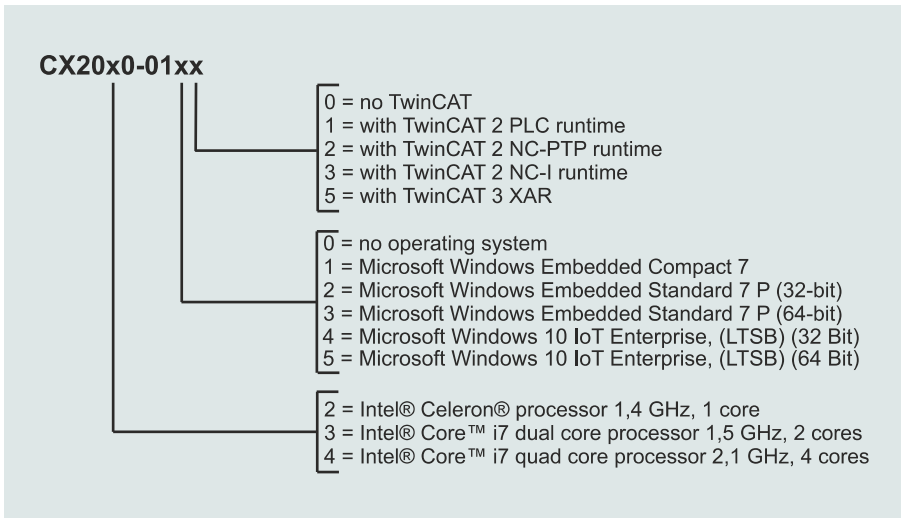 CX20x0-01xx
0 = no TwinCAT
1 = with TwinCAT 2 PLC runtime
2 = with TwinCAT 2 NC-PTP runtime
3 = with TwinCAT 2 NC-I runtime
5 = with TwinCAT 3 XAR
0 = no operating system
1 = Microsoft Windows Embedded Compact 7
2 = Microsoft Windows Embedded Standard 7 P (32-bit)
3 = Microsoft Windows Embedded Standard 7 P (64-bit)
4 = Microsoft Windows 10 IoT Enterprise, (LTSB) (32 Bit)
5 = Microsoft Windows 10 IoT Enterprise, (LTSB) (64 Bit)
2 = Intel® Celeron® processor 1,4 GHz, 1 core
3 = Intel® Core™ i7 dual core processor 1,5 GHz, 2 cores
4 = Intel® Core™ i7 quad core processor 2,1 GHz, 4 cores